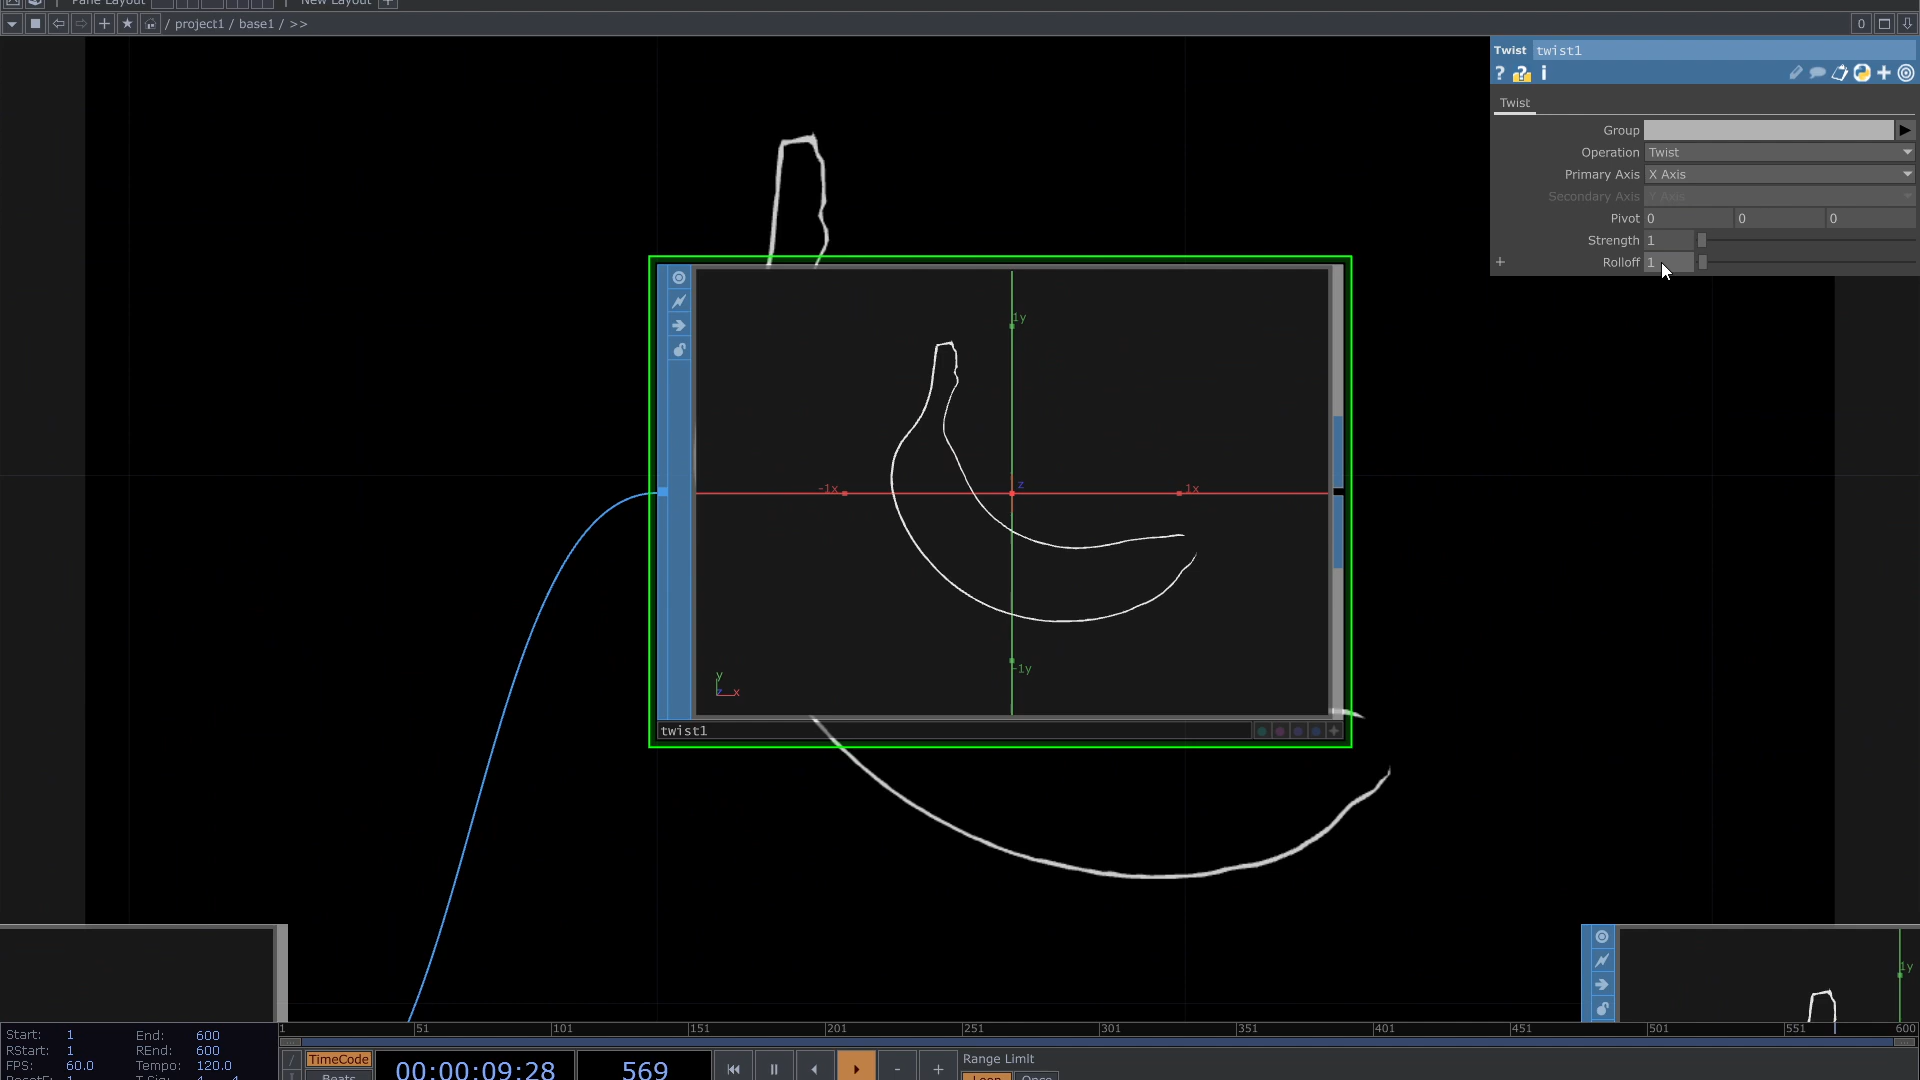 Pane Layout
New Layout +
/ project1 / base1 / >>
0
Twist twist1
? ? i
Twist
Group
Operation Twist
Primary Axis X Axis
Secondary Axis Y Axis
Pivot 0 0 0
Strength 1
+ Rolloff 1
1y
-1x
z
1x
-1y
y
z x
twist1
1y
1 51 101 151 201 251 301 351 401 451 501 551 600
Start: 1 End: 600
RStart: 1 REnd: 600
FPS: 60.0 Tempo: 120.0
TimeCode
Beats
00:00:09:28
569
- +
Range Limit
Loop Once